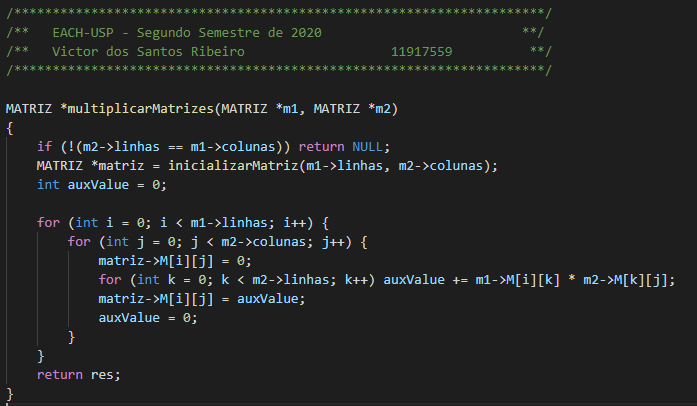 /*********************************************************************/
/**   EACH-USP - Segundo Semestre de 2020                          **/
/**   Victor dos Santos Ribeiro                   11917559          **/
/*********************************************************************/
MATRIZ *multiplicarMatrizes(MATRIZ *m1, MATRIZ *m2)
{
    if (!(m2->linhas == m1->colunas)) return NULL;
    MATRIZ *matriz = inicializarMatriz(m1->linhas, m2->colunas);
    int auxValue = 0;
    for (int i = 0; i < m1->linhas; i++) {
        for (int j = 0; j < m2->colunas; j++) {
            matriz->M[i][j] = 0;
            for (int k = 0; k < m2->linhas; k++) auxValue += m1->M[i][k] * m2->M[k][j];
            matriz->M[i][j] = auxValue;
            auxValue = 0;
        }
    }
    return res;
}